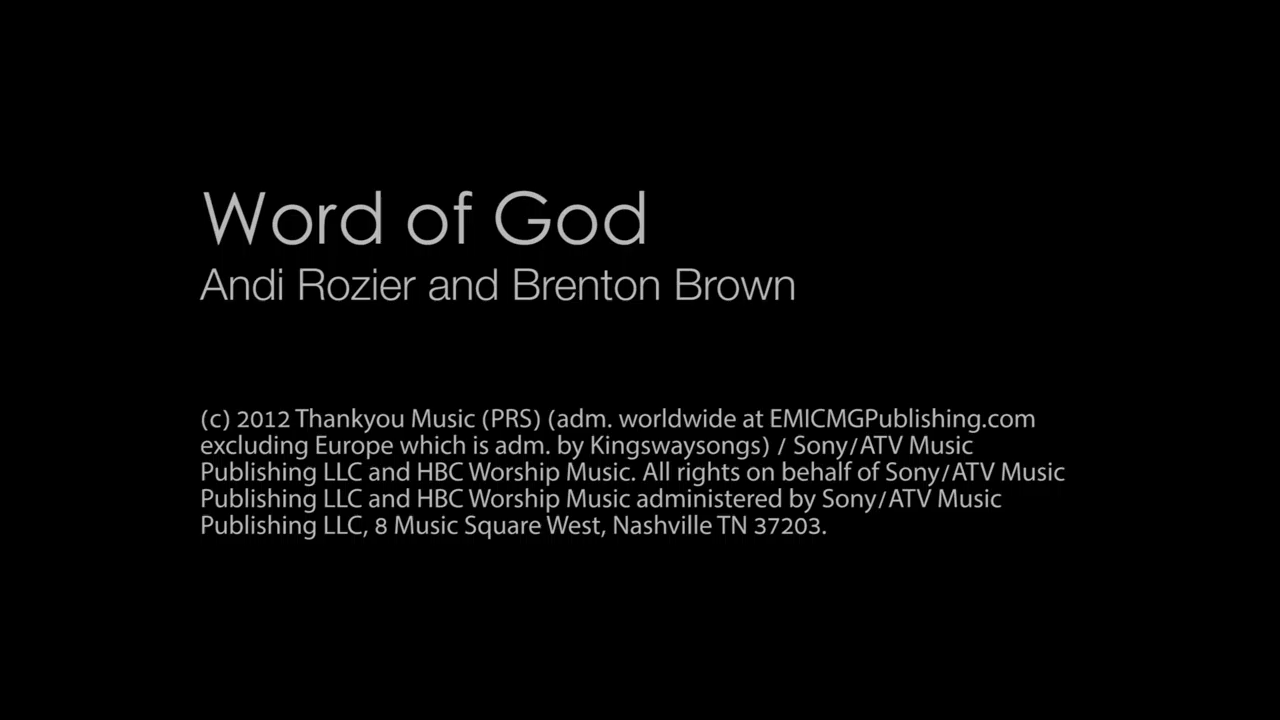 Word of God
Andi Rozier and Brenton Brown
(c) 2012 Thankyou Music (PRS) (adm. worldwide at EMICMGPublishing.com
excluding Europe which is adm. by Kingswaysongs) / Sony/ATV Music
Publishing LLC and HBC Worship Music. All rights on behalf of Sony/ATV Music
Publishing LLC and HBC Worship Music administered by Sony/ATV Music
Publishing LLC, 8 Music Square West, Nashville TN 37203.